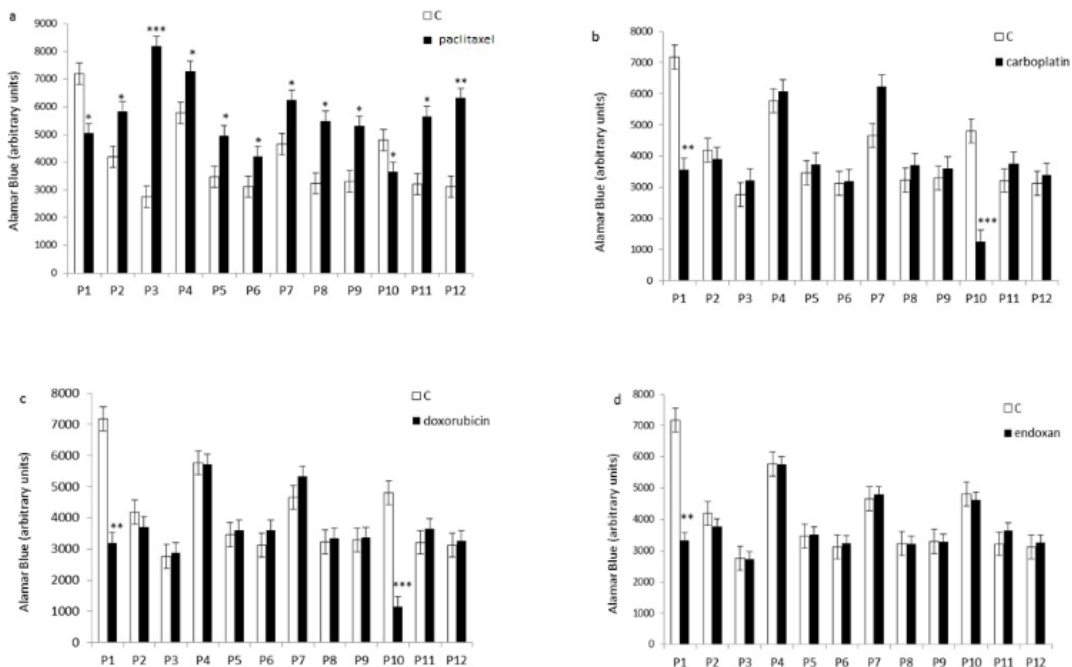 a
Alamar Blue (arbitrary units)
9000
8000
7000
6000
5000
4000
3000
2000
1000
0
C
paclitaxel
* * *** * * * * * * * * **
P1 P2 P3 P4 P5 P6 P7 P8 P9 P10 P11 P12
b
Alamar Blue (arbitrary units)
8000
7000
6000
5000
4000
3000
2000
1000
0
C
carboplatin
** ***
P1 P2 P3 P4 P5 P6 P7 P8 P9 P10 P11 P12
c
Alamar Blue (arbitrary units)
8000
7000
6000
5000
4000
3000
2000
1000
0
C
doxorubicin
** ***
P1 P2 P3 P4 P5 P6 P7 P8 P9 P10 P11 P12
d
Alamar Blue (arbitrary units)
8000
7000
6000
5000
4000
3000
2000
1000
0
C
endoxan
**
P1 P2 P3 P4 P5 P6 P7 P8 P9 P10 P11 P12